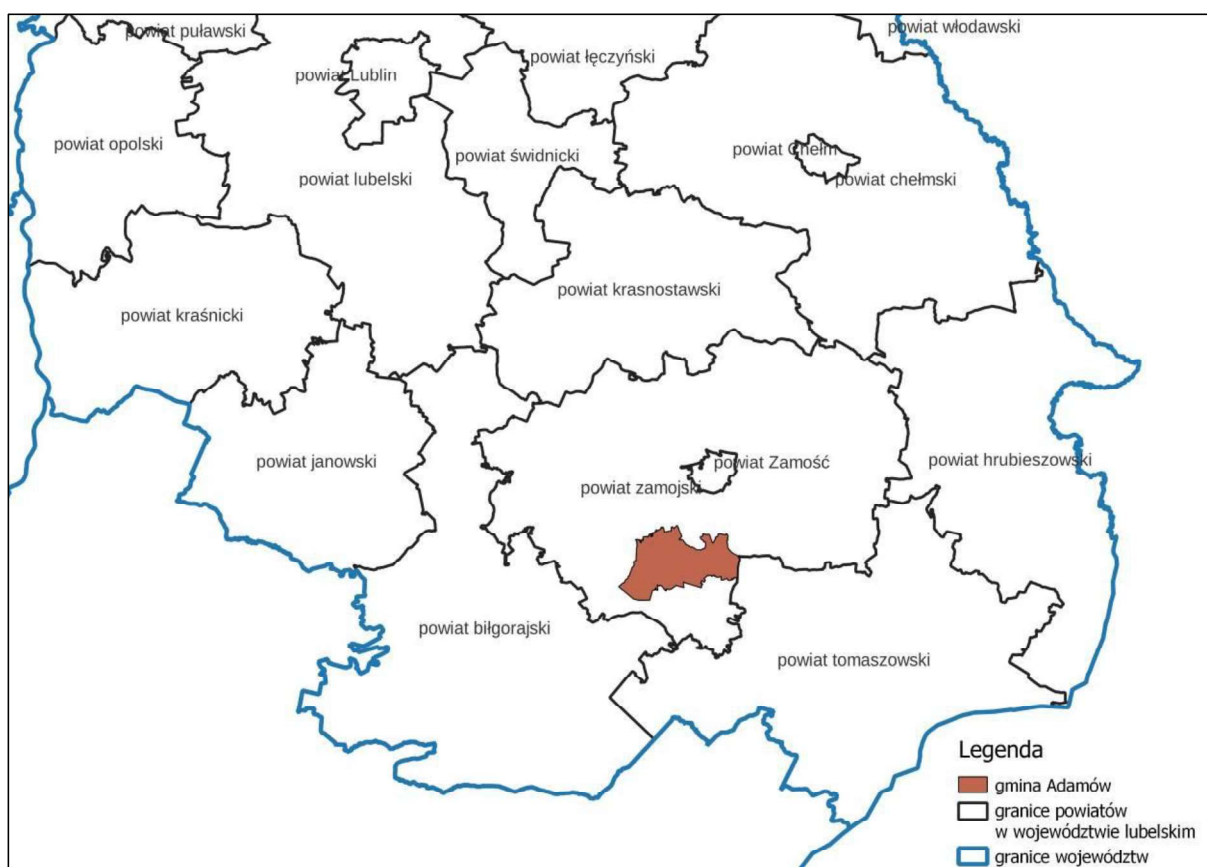 powiat puławski
powiat włodawski
powiat łęczyński
powiat Lublin
powiat opolski
powiat świdnicki
powiat Chełm
powiat lubelski
powiat chełmski
powiat krasnostawski
powiat kraśnicki
powiat janowski
powiat Zamość
powiat hrubieszowski
powiat zamojski
powiat biłgorajski
powiat tomaszowski
Legenda
gmina Adamów
granice powiatów
w województwie lubelskim
granice województw